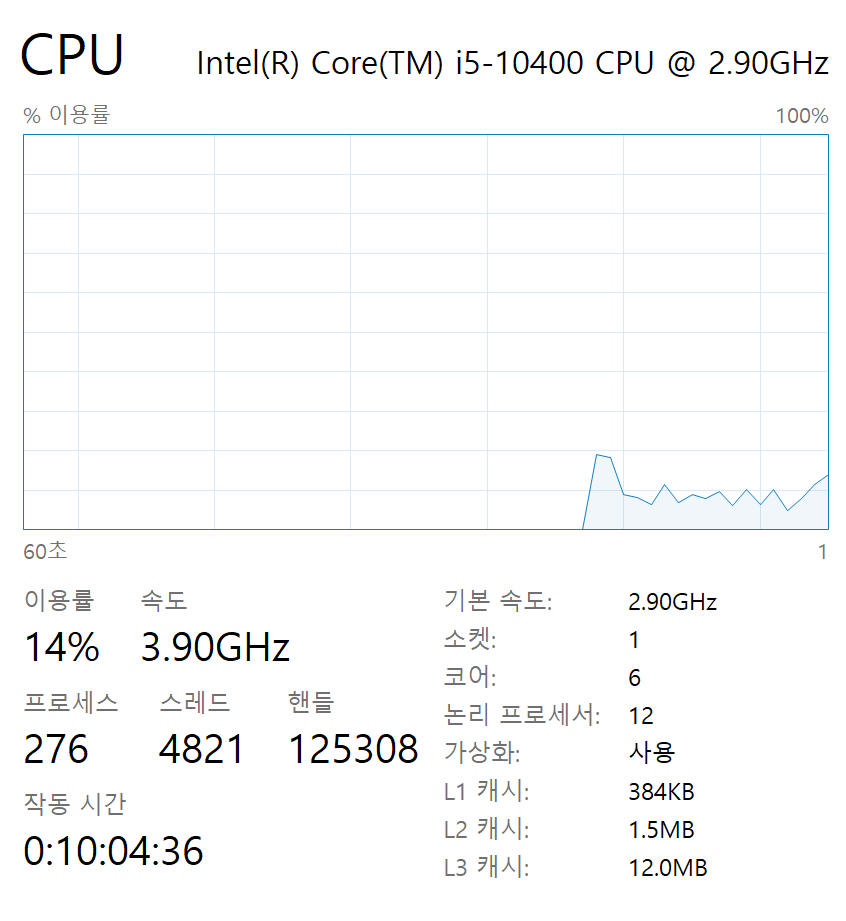 CPU Intel(R) Core(TM) i5-10400 CPU @ 2.90GHz
% 이용률 100%
60초 1
이용률 속도
14% 3.90GHz
프로세스 스레드 핸들
276 4821 125308
작동 시간
0:10:04:36
기본 속도: 2.90GHz
소켓: 1
코어: 6
논리 프로세서: 12
가상화: 사용
L1 캐시: 384KB
L2 캐시: 1.5MB
L3 캐시: 12.0MB